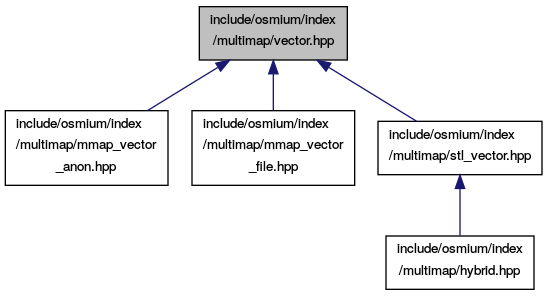 include/osmium/index
/multimap/vector.hpp
include/osmium/index
/multimap/mmap_vector
_anon.hpp
include/osmium/index
/multimap/mmap_vector
_file.hpp
include/osmium/index
/multimap/stl_vector.hpp
include/osmium/index
/multimap/hybrid.hpp